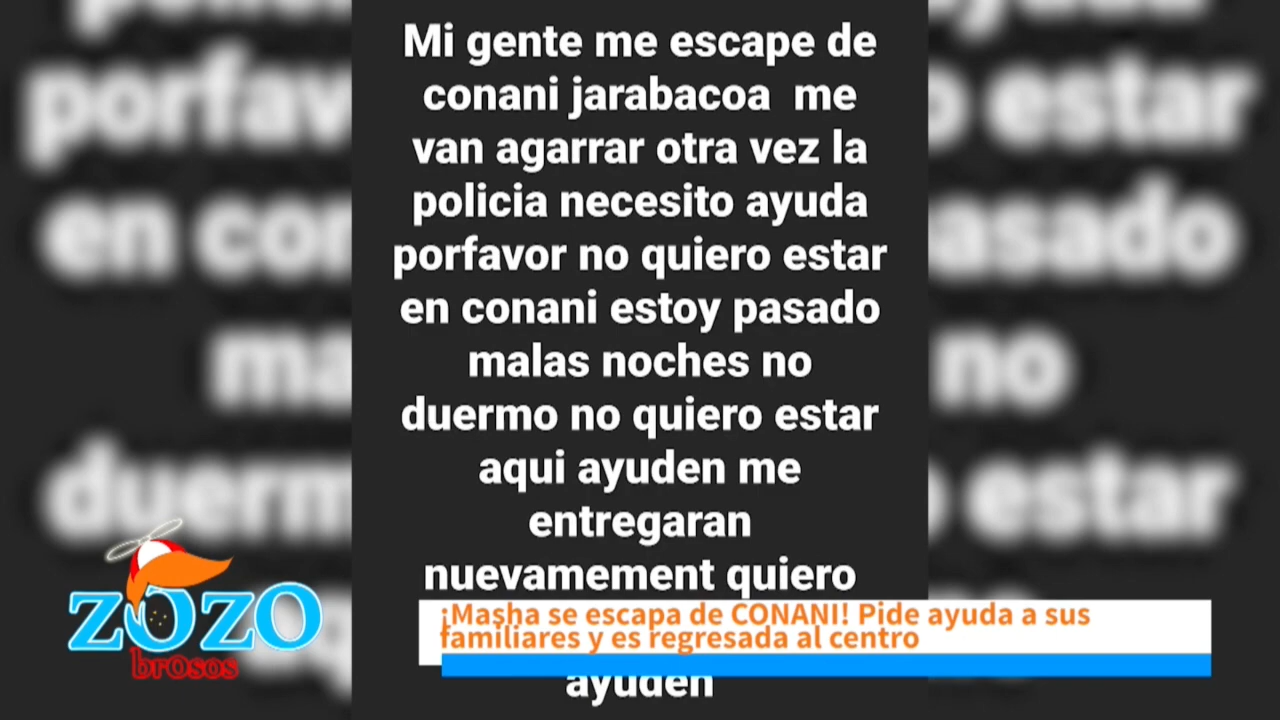 Mi gente me escape de
conani jarabacoa me
van agarrar otra vez la
policia necesito ayuda
porfavor no quiero estar
en conani estoy pasado
malas noches no
duermo no quiero estar
aqui ayuden me
entregaran
nuevamement quiero
ayuden
¡Masha se escapa de CONANI! Pide ayuda a sus
familiares y es regresada al centro
zozo
brosos